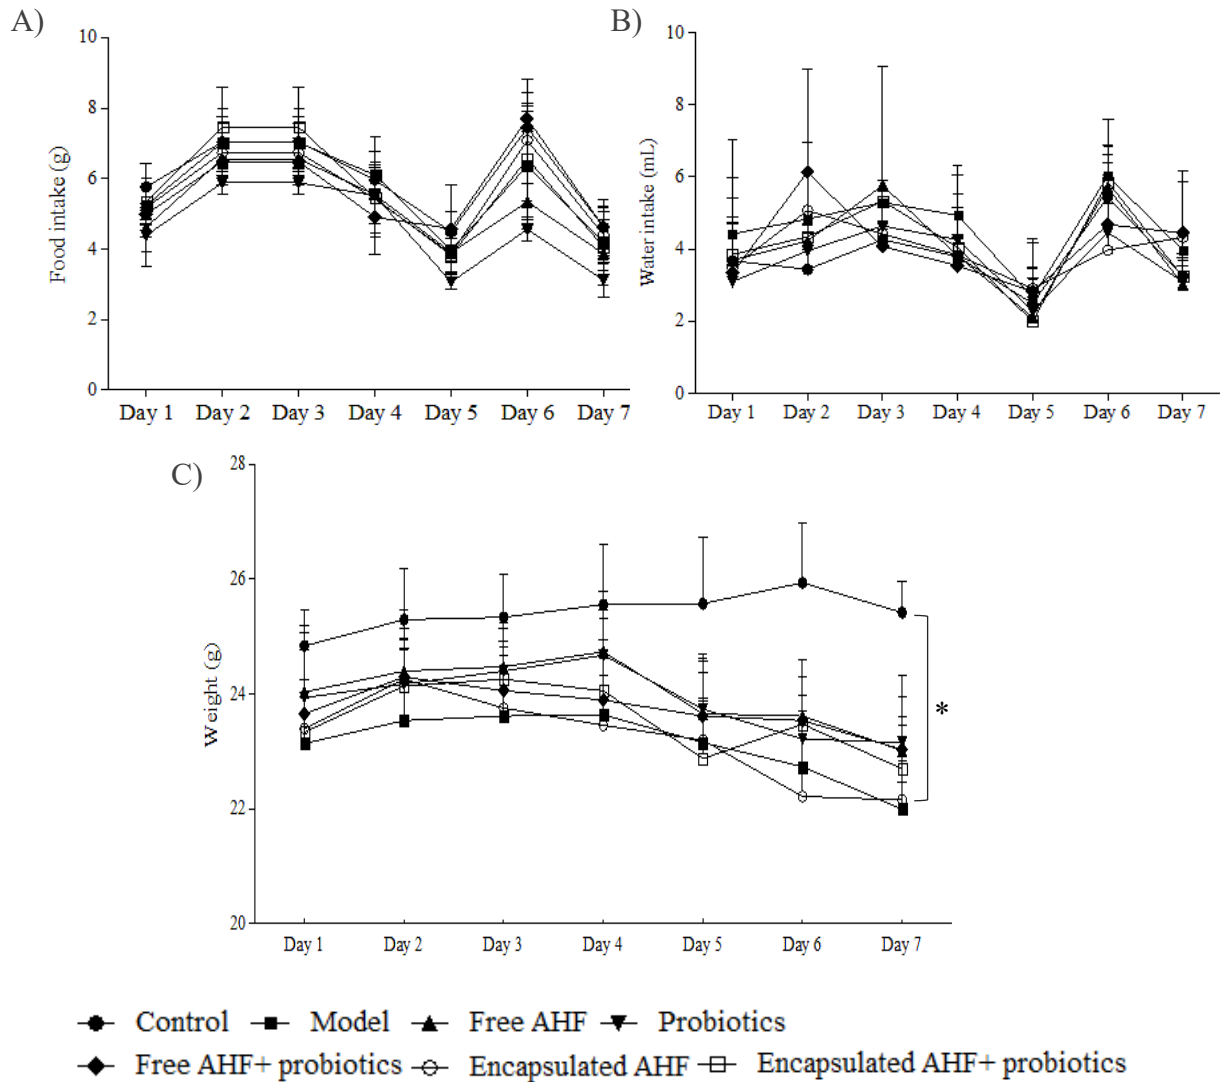 A)
Food intake (g)
10
8
6
4
2
0
Day 1 Day 2 Day 3 Day 4 Day 5 Day 6 Day 7
B)
Water intake (mL)
10
8
6
4
2
0
Day 1 Day 2 Day 3 Day 4 Day 5 Day 6 Day 7
C)
Weight (g)
28
26
24
22
20
*
Day 1 Day 2 Day 3 Day 4 Day 5 Day 6 Day 7
Control Model Free AHF Probiotics
Free AHF+ probiotics Encapsulated AHF Encapsulated AHF+ probiotics